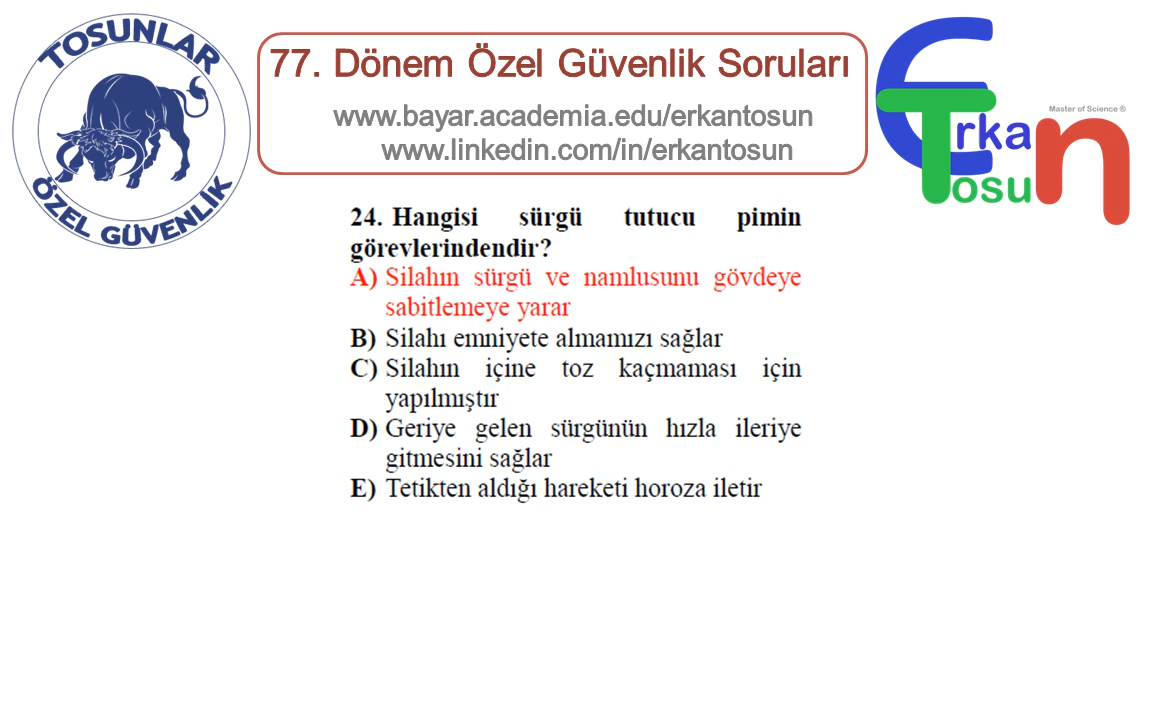 TOSUNLAR
ÖZEL GÜVENLİK
77. Dönem Özel Güvenlik Soruları
www.bayar.academia.edu/erkantosun
www.linkedin.com/in/erkantosun
Master of Science ®
Erkan
Tosun
24. Hangisi sürgü tutucu pimin
görevlerindendir?
A) Silahın sürgü ve namlusunu gövdeye
sabitlemeye yarar
B) Silahı emniyete almamızı sağlar
C) Silahın içine toz kaçmaması için
yapılmıştır
D) Geriye gelen sürgünün hızla ileriye
gitmesini sağlar
E) Tetikten aldığı hareketi horoza iletir